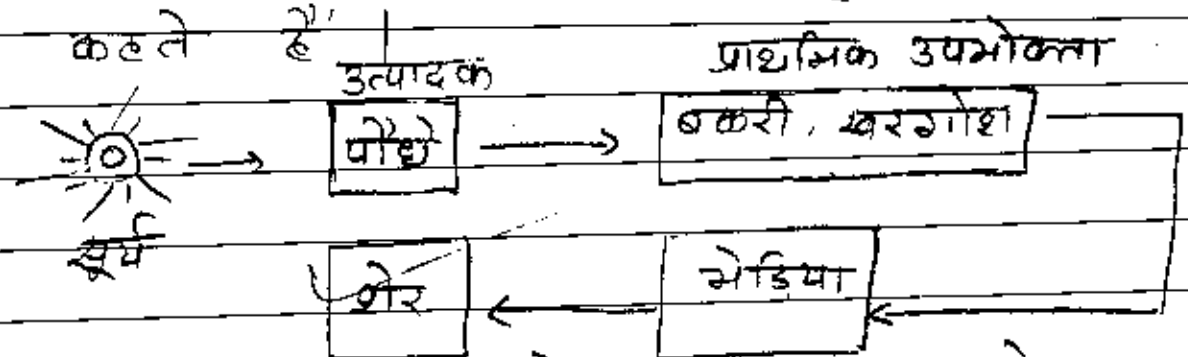 कहते हैं।
उत्पादक प्राथमिक उपभोक्ता
पौधे बकरी, खरगोश
सूर्य
शेर भेडिया